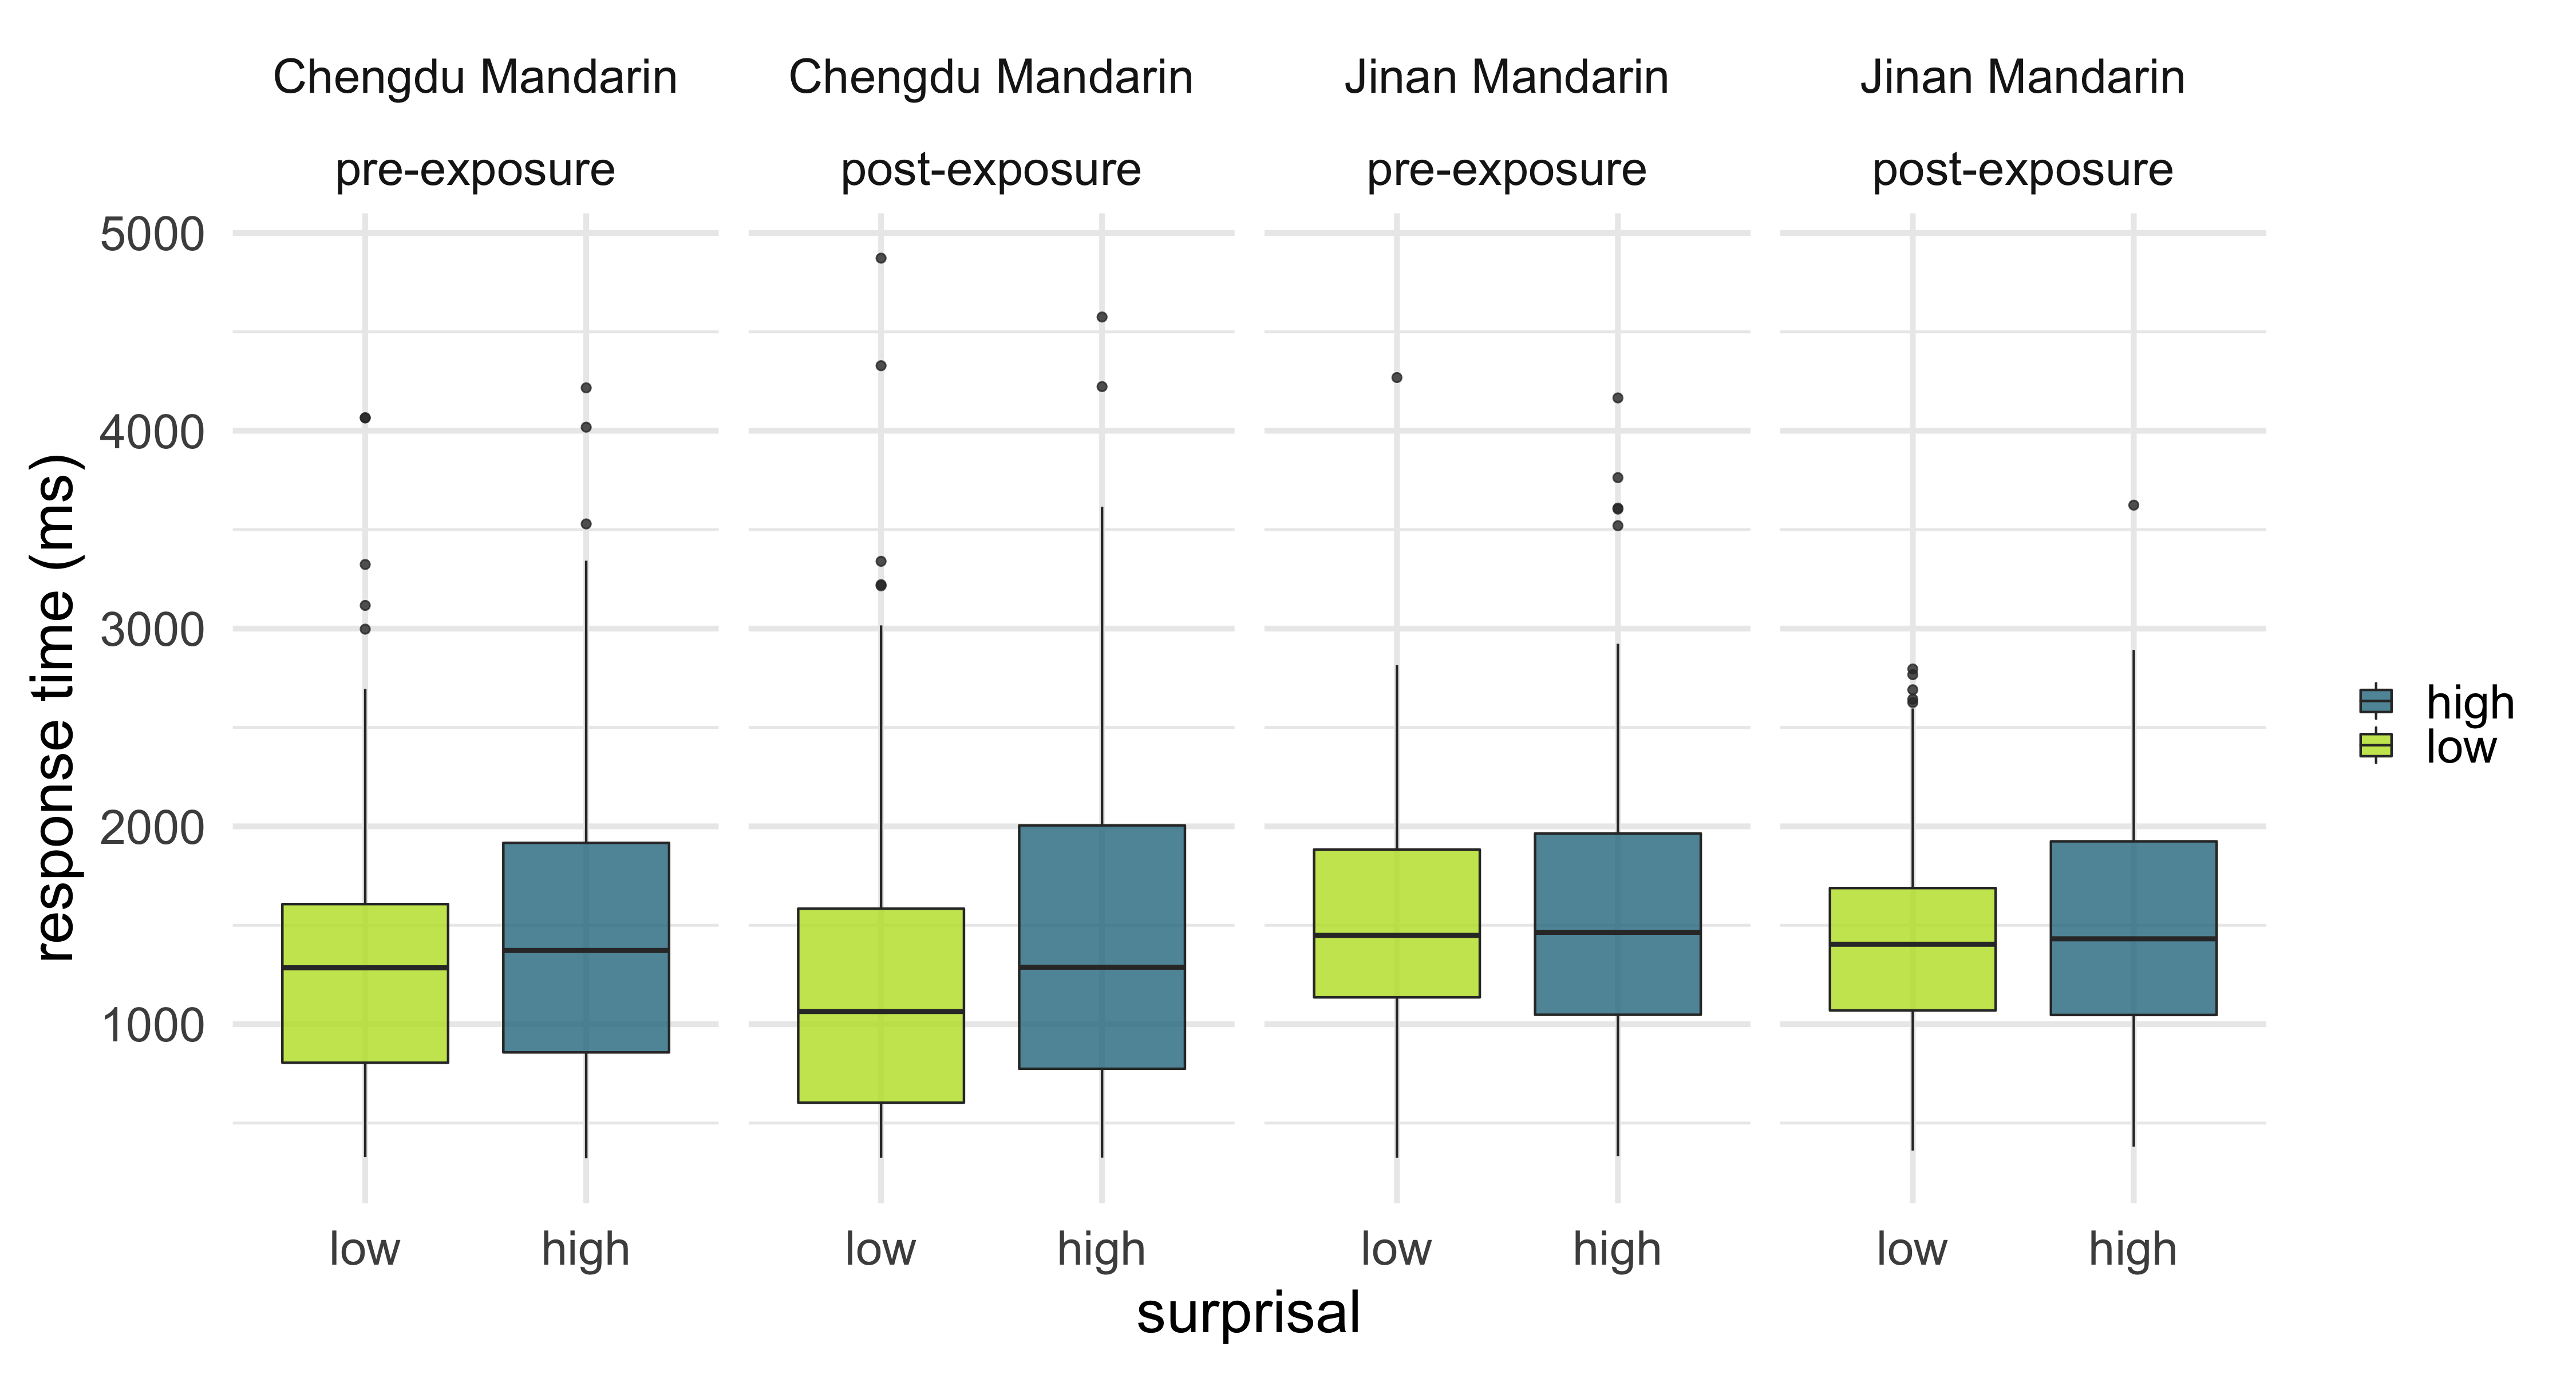 Chengdu Mandarin
pre-exposure
Chengdu Mandarin
post-exposure
Jinan Mandarin
pre-exposure
Jinan Mandarin
post-exposure
response time (ms)
5000
4000
3000
2000
1000
low
high
low
high
low
high
low
high
surprisal
high
low